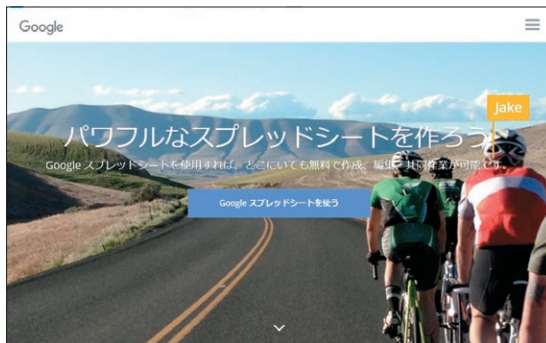 Google
Jake
パワフルなスプレッドシートを作ろう
Google スプレッドシートを使用すれば、どこにいても無料で作成、編集、共同作業が可能です。
Google スプレッドシートを使う